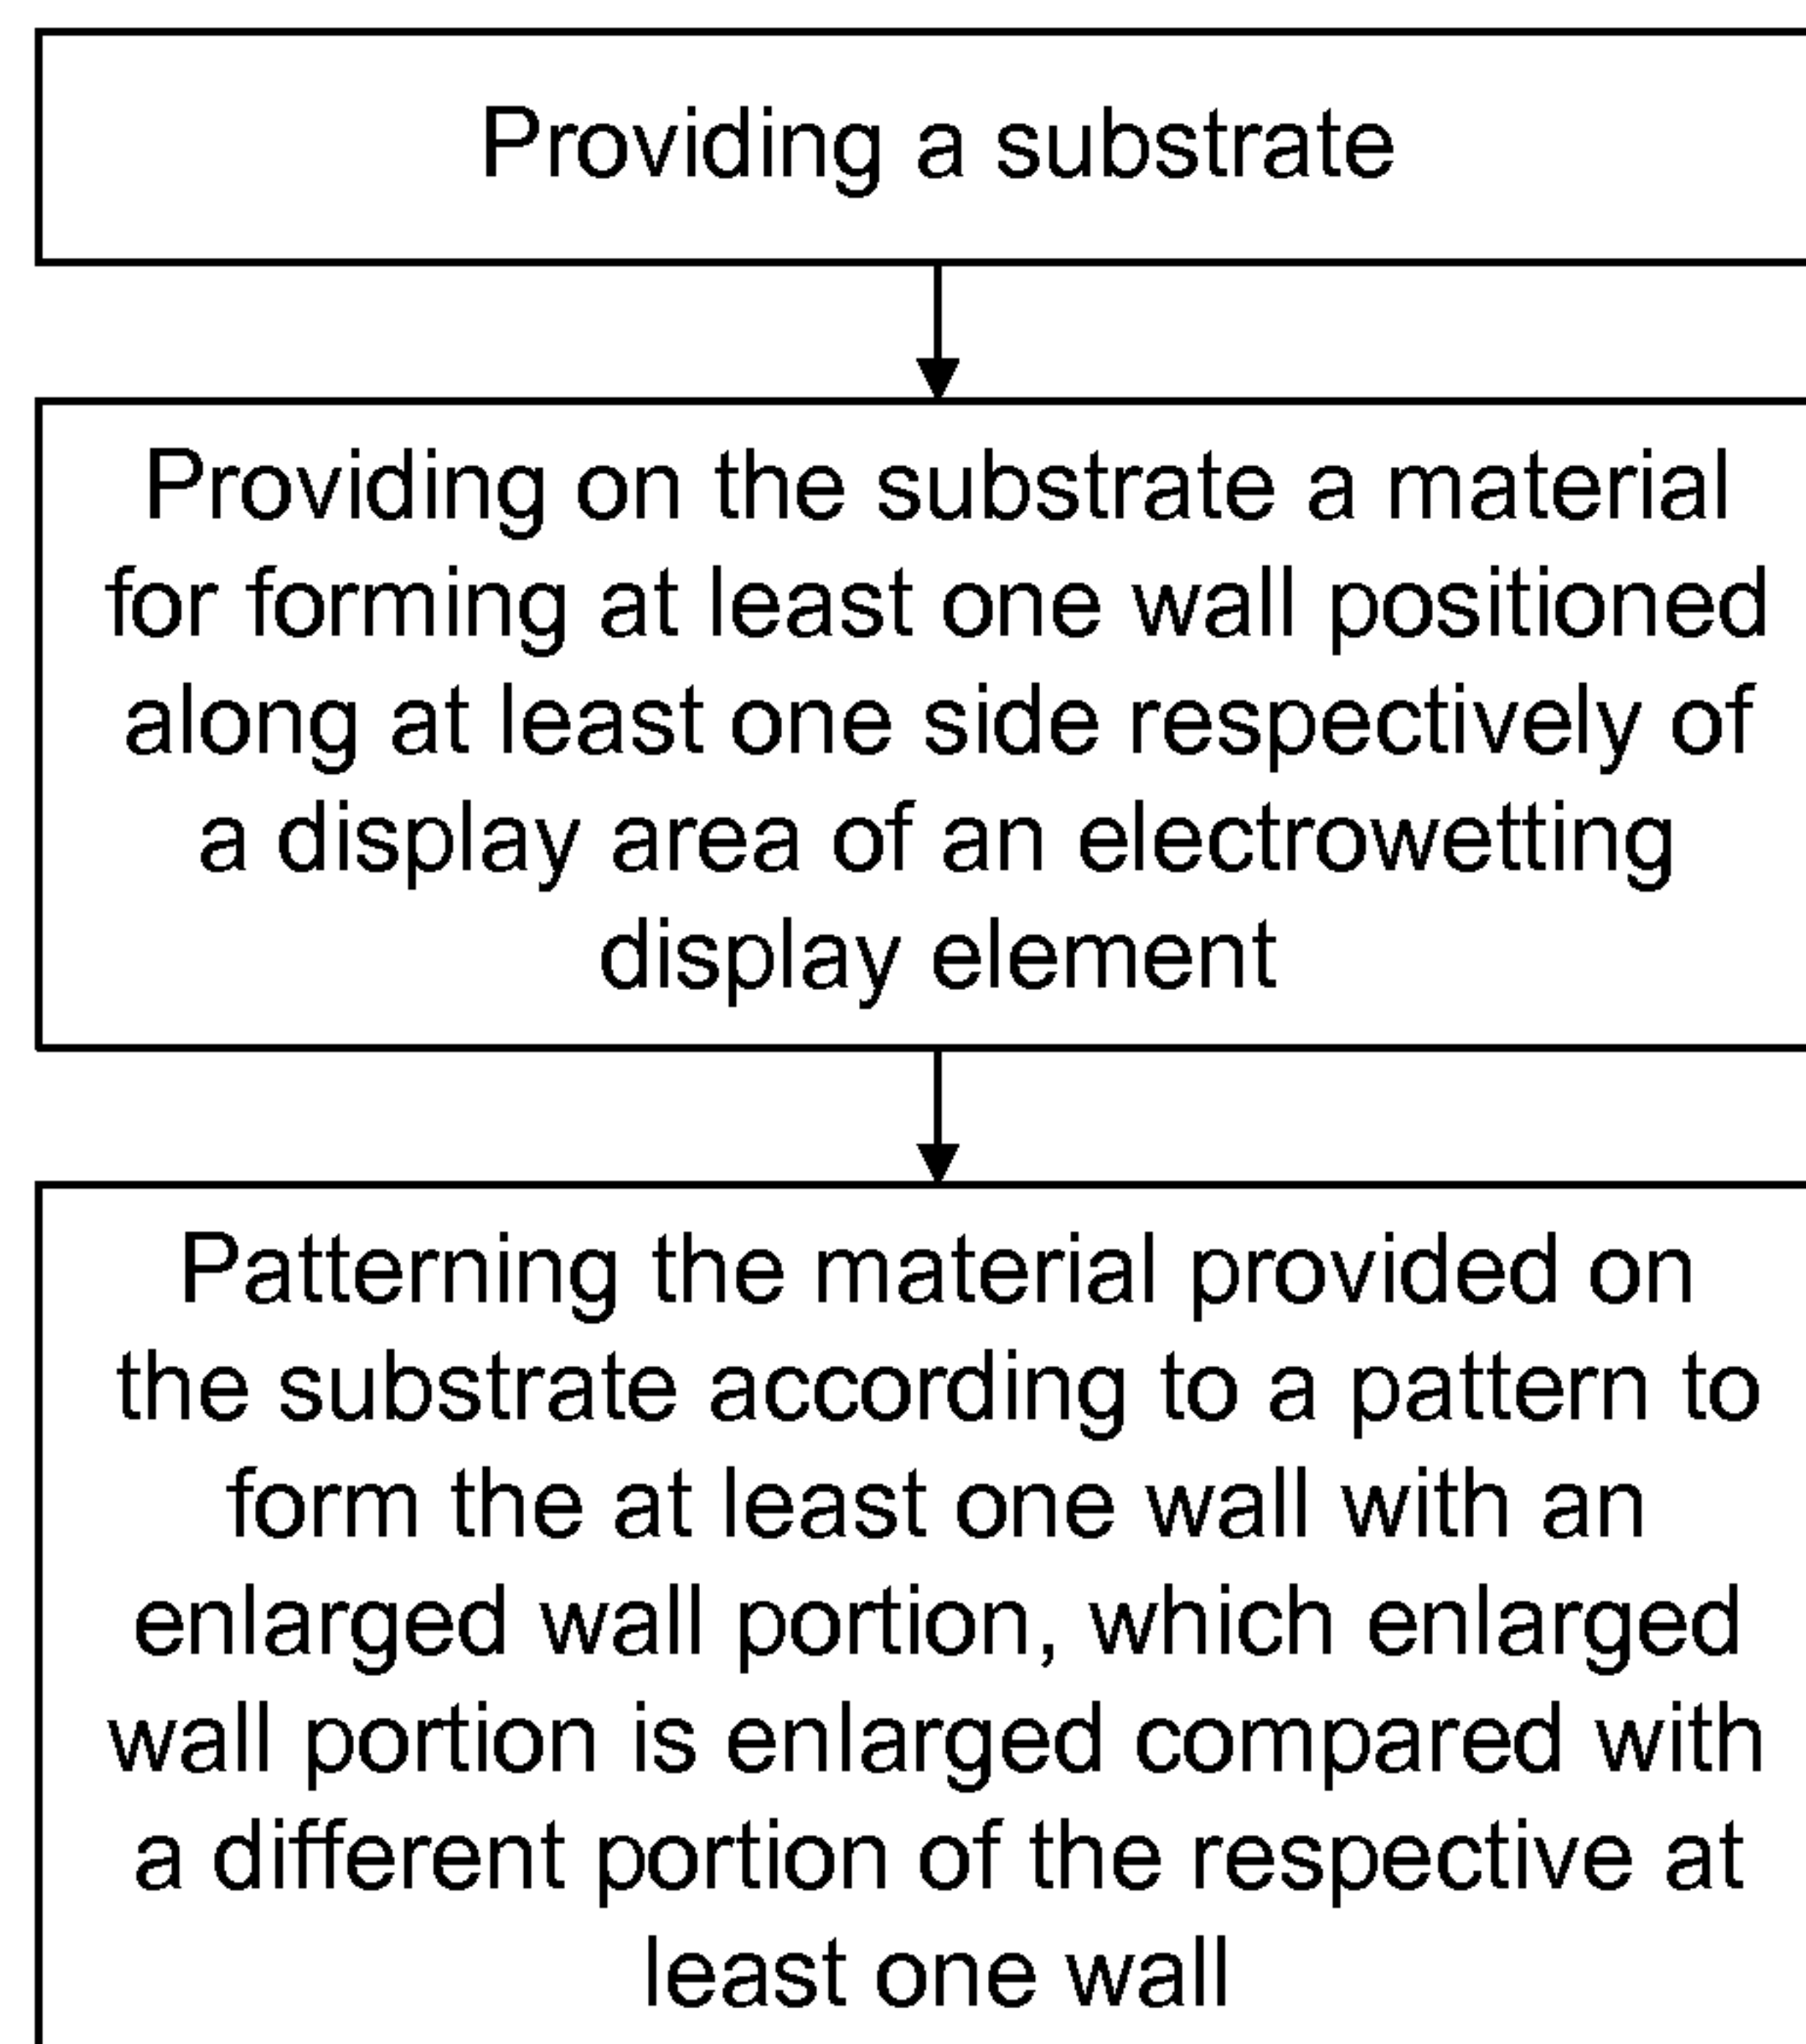 Providing a substrate
Providing on the substrate a material
for forming at least one wall positioned
along at least one side respectively of
a display area of an electrowetting
display element
Patterning the material provided on
the substrate according to a pattern to
form the at least one wall with an
enlarged wall portion, which enlarged
wall portion is enlarged compared with
a different portion of the respective at
least one wall